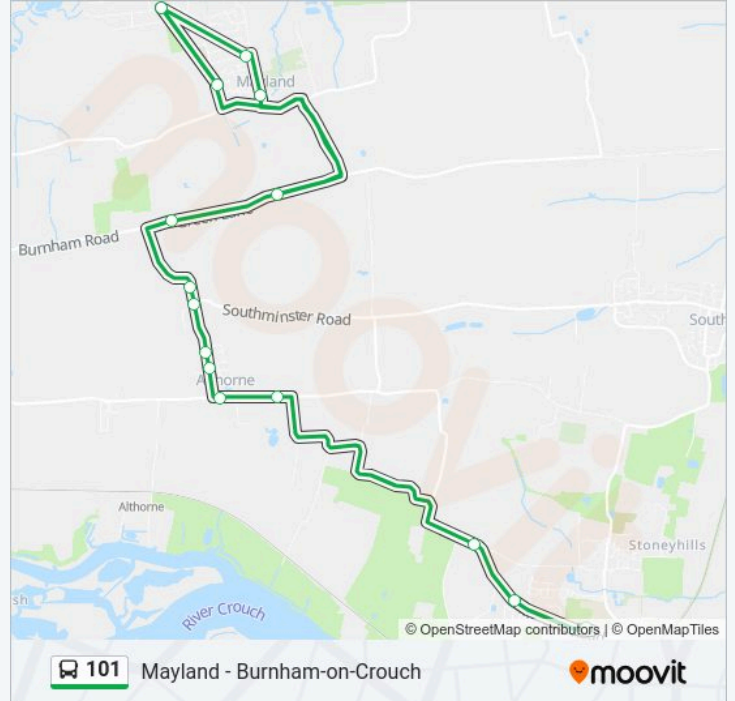 Mayland
Burnham Road
Southminster Road
South
Althorne
Althorne
Stoneyhills
sh
River Crouch
© OpenStreetMap contributors | © OpenMapTiles
101 Mayland - Burnham-on-Crouch
moovit